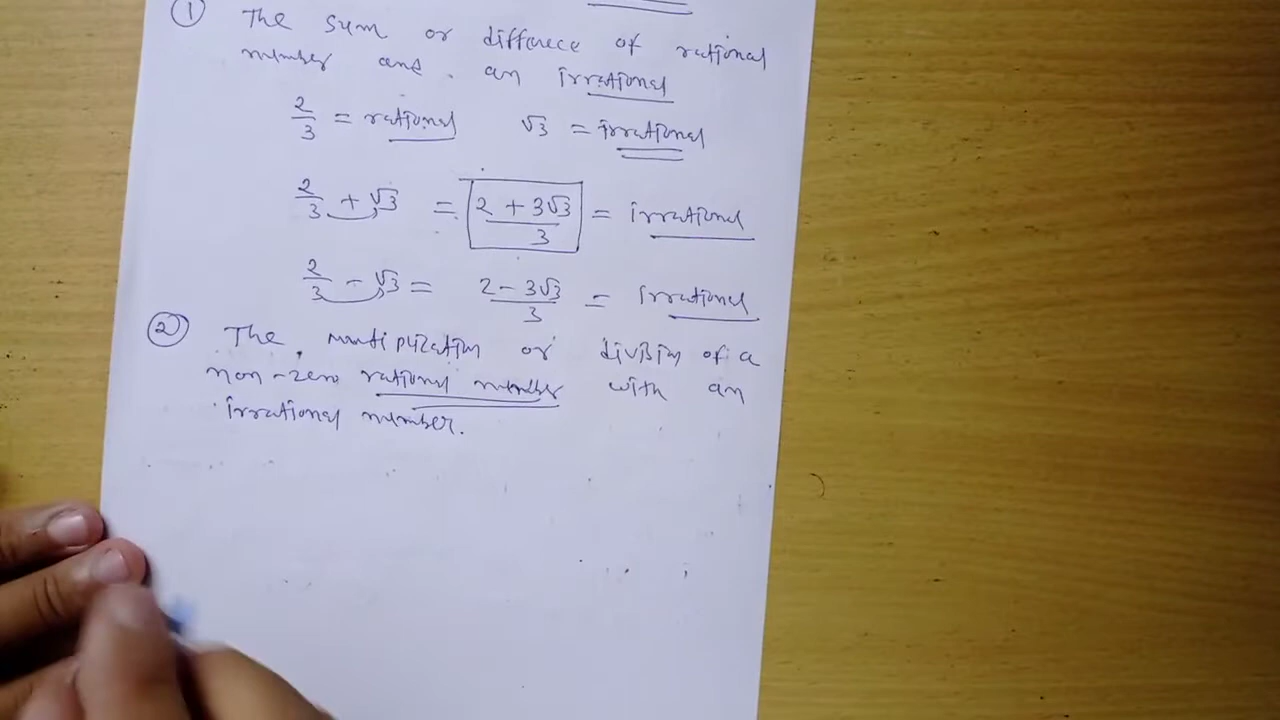 ① The sum or differece of rational
number and an irrational
2/3 = rational √3 = irrational
2/3 + √3 = (2 + 3√3)/3 = irrational
2/3 - √3 = (2 - 3√3)/3 = irrational
② The multiplication or division of a
non-zero rational number with an
irrational number.